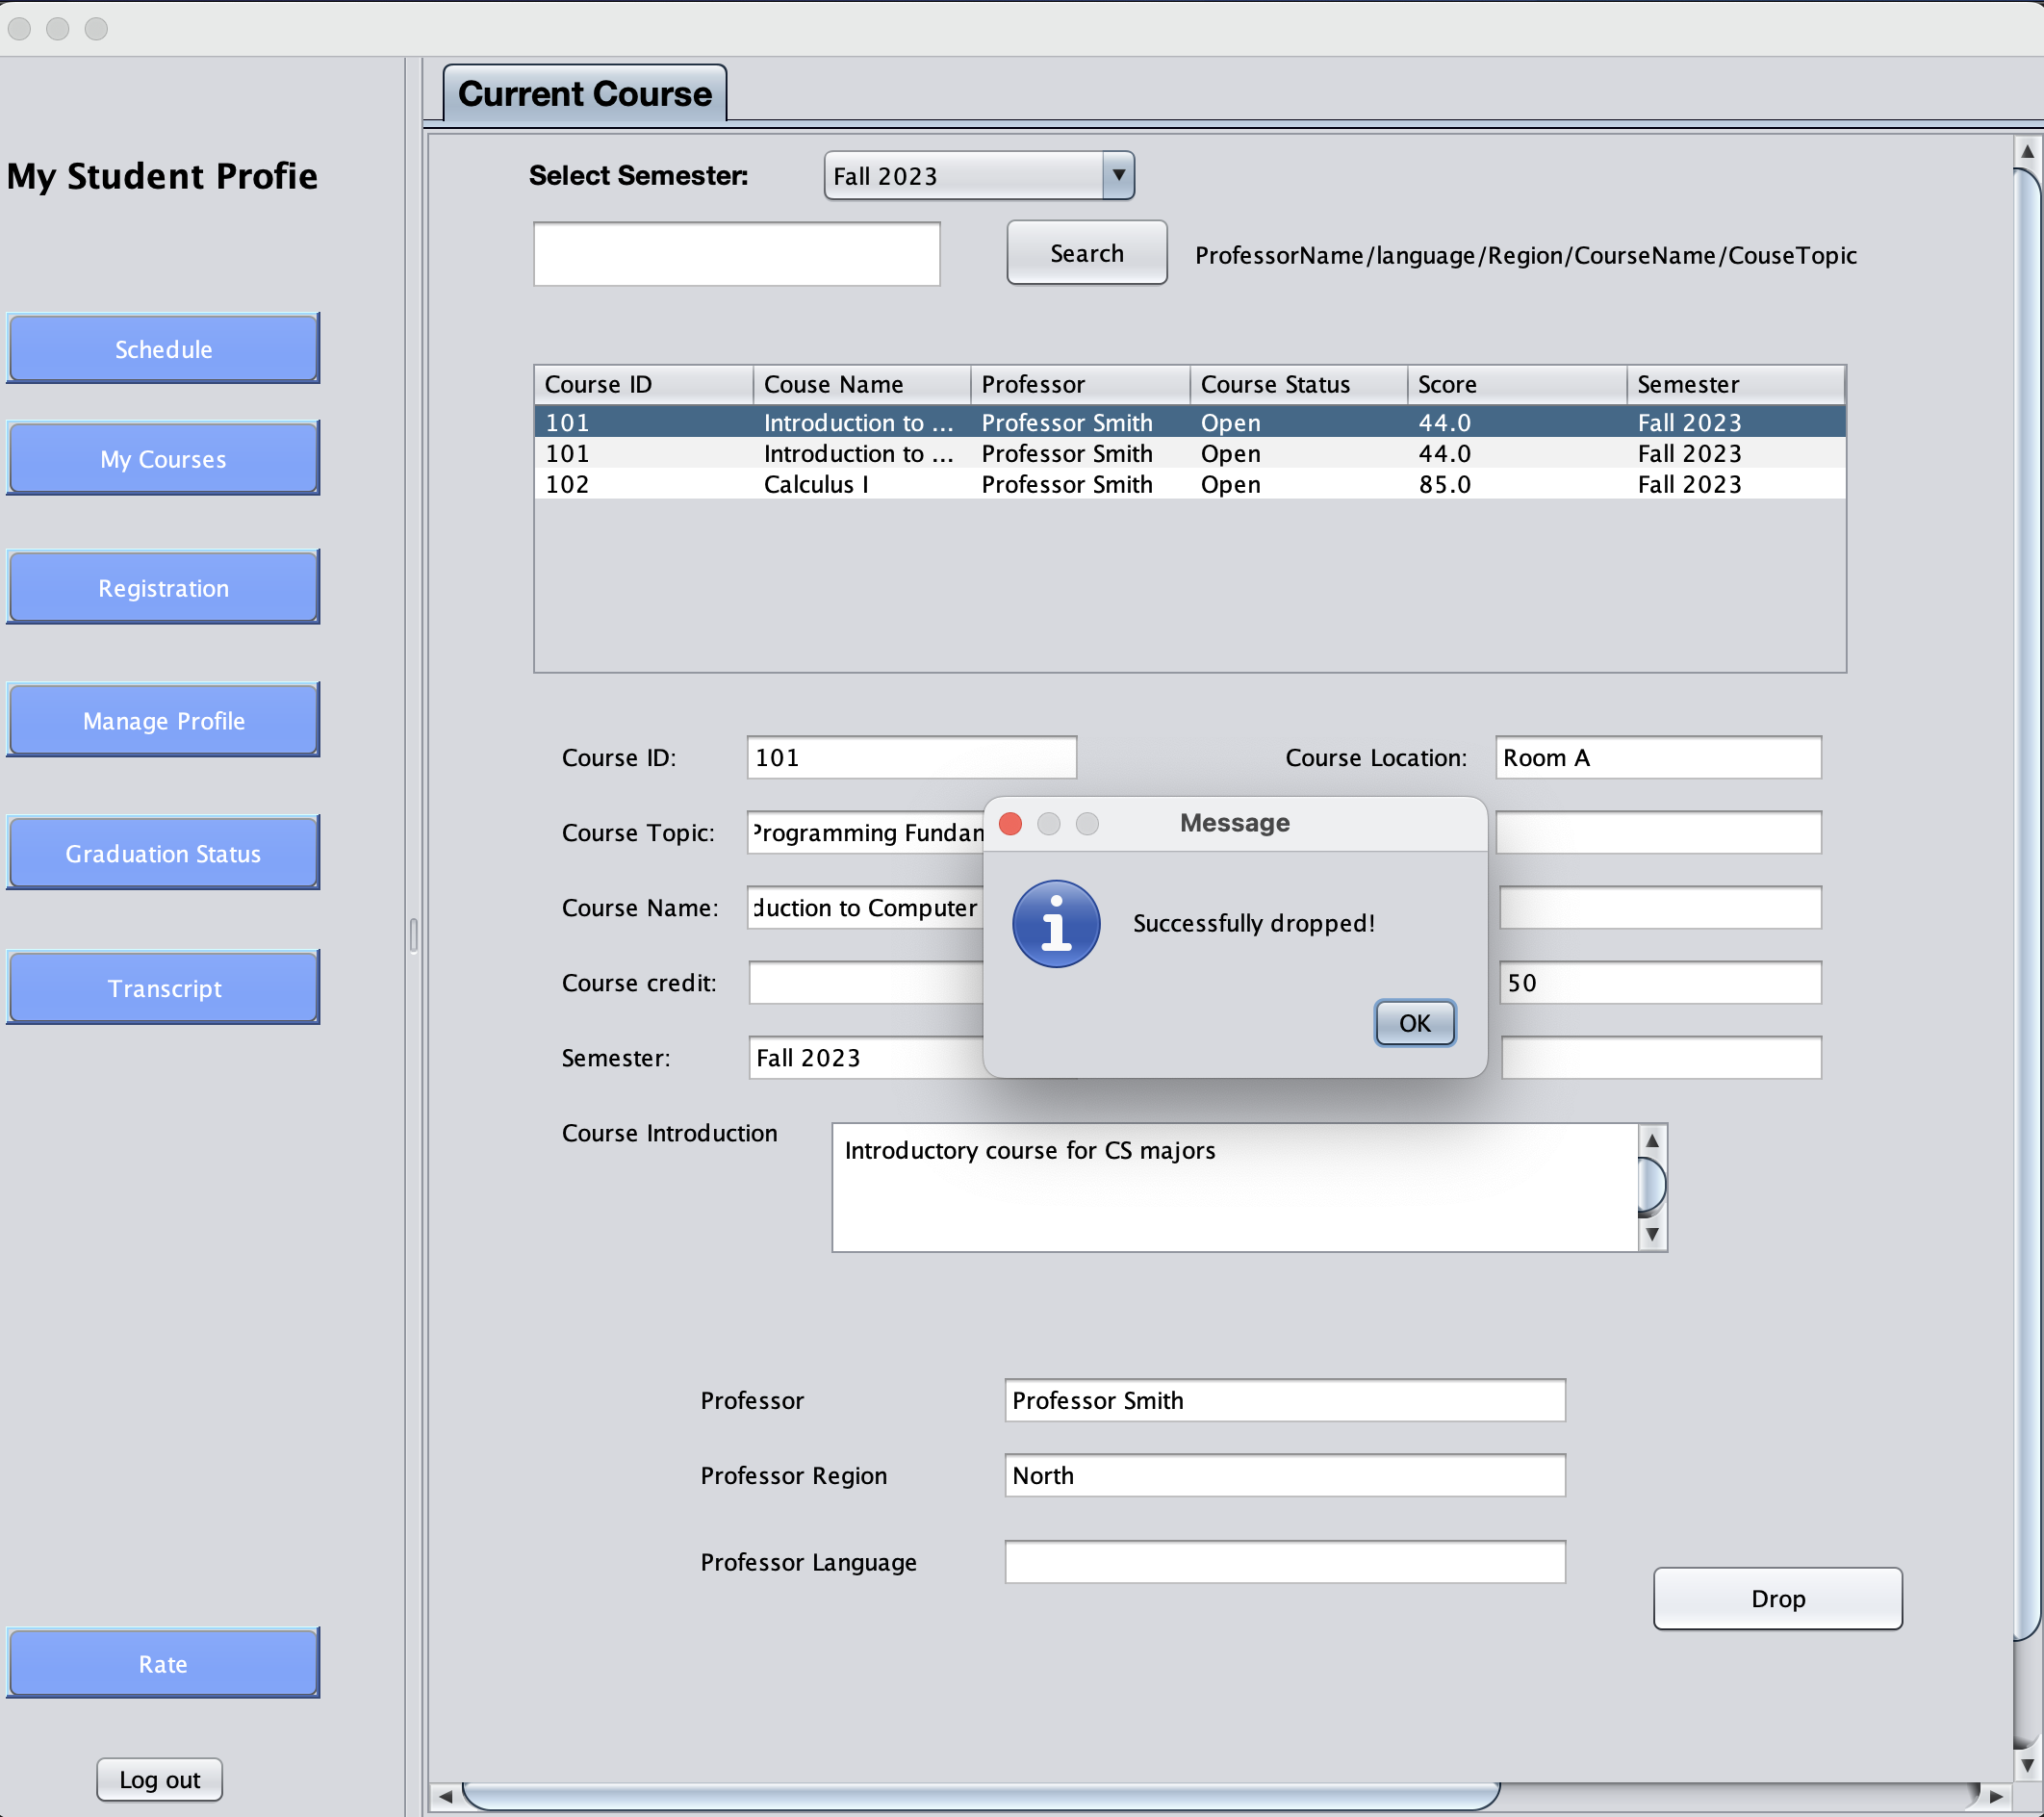 My Student Profie
Schedule
My Courses
Registration
Manage Profile
Graduation Status
Transcript
Rate
Log out
Current Course
Select Semester: Fall 2023
Search ProfessorName/language/Region/CourseName/CouseTopic
Course ID Couse Name Professor Course Status Score Semester
101 Introduction to ... Professor Smith Open 44.0 Fall 2023
101 Introduction to ... Professor Smith Open 44.0 Fall 2023
102 Calculus I Professor Smith Open 85.0 Fall 2023
Course ID: 101 Course Location: Room A
Course Topic: Programming Fundan
Course Name: duction to Computer
Course credit: 50
Semester: Fall 2023
Message
Successfully dropped!
OK
Course Introduction Introductory course for CS majors
Professor Professor Smith
Professor Region North
Professor Language
Drop